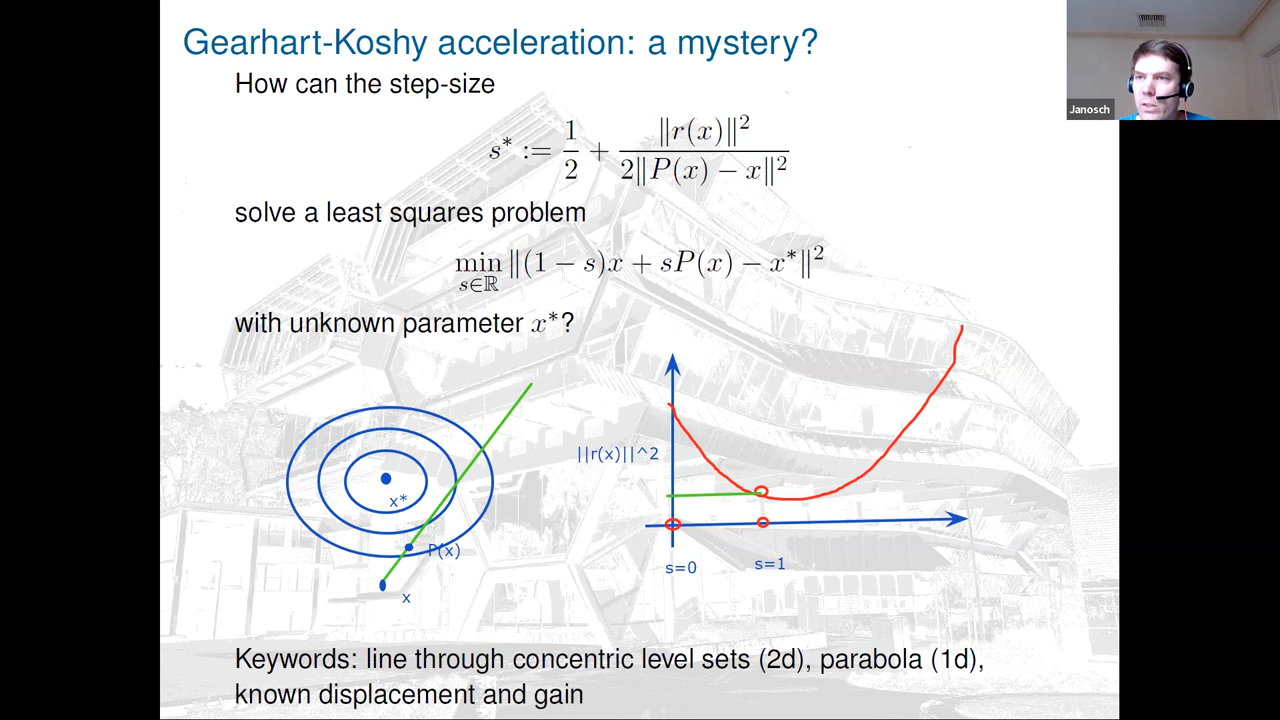 Gearhart-Koshy acceleration: a mystery?
Janosch
How can the step-size
s* := 1/2 + ‖r(x)‖² / 2‖P(x) − x‖²
solve a least squares problem
min s∈ℝ ‖(1 − s)x + sP(x) − x*‖²
with unknown parameter x*?
||r(x)||^2
x*
P(x)
s=0
s=1
x
Keywords: line through concentric level sets (2d), parabola (1d),
known displacement and gain